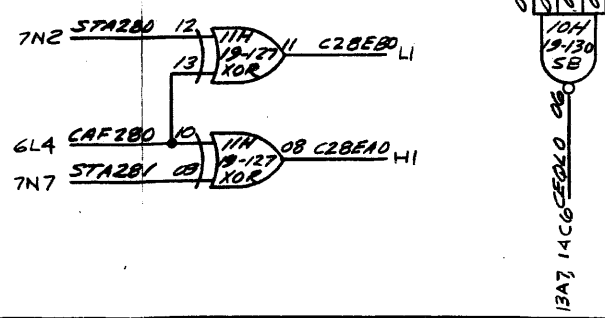 7N2 STA280 12 11H 11 C28EB0 L1
19-127
13 XOR
6L4 CAF280 10 11H 08 C28EA0 H1
19-127
7N7 STA281 09 XOR
10H
19-130
SB
06
CEQL0
13A7, 14C6